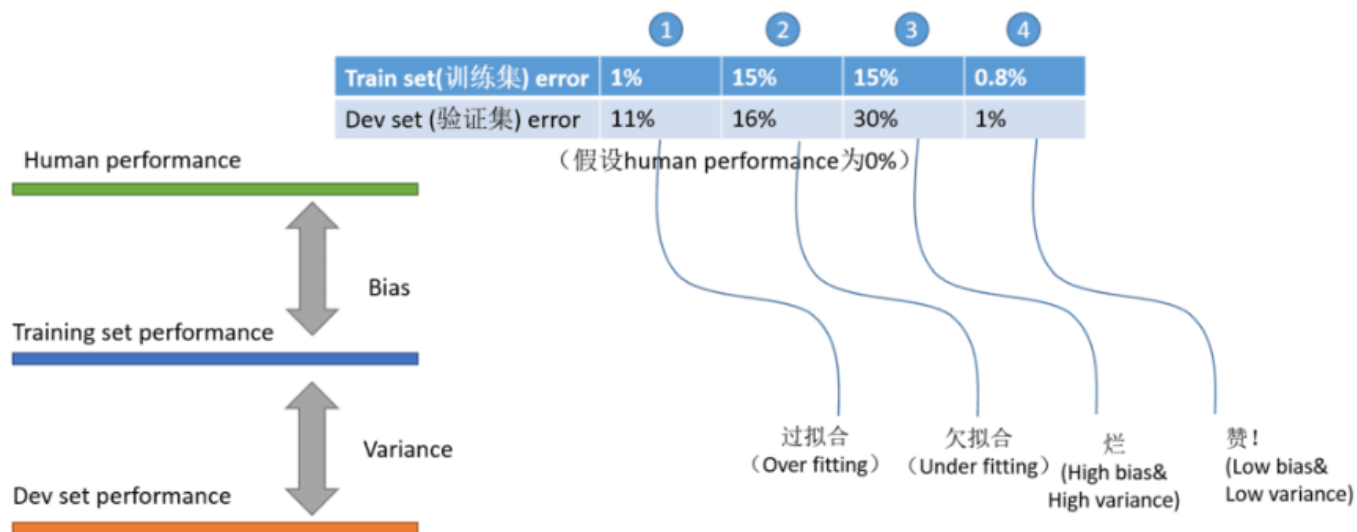 1 2 3 4
Train set(训练集) error 1% 15% 15% 0.8%
Dev set (验证集) error 11% 16% 30% 1%
（假设human performance为0%）
Human performance
Bias
Training set performance
Variance
Dev set performance
过拟合
（Over fitting）
欠拟合
（Under fitting）
烂
(High bias&
High variance)
赞！
(Low bias&
Low variance)